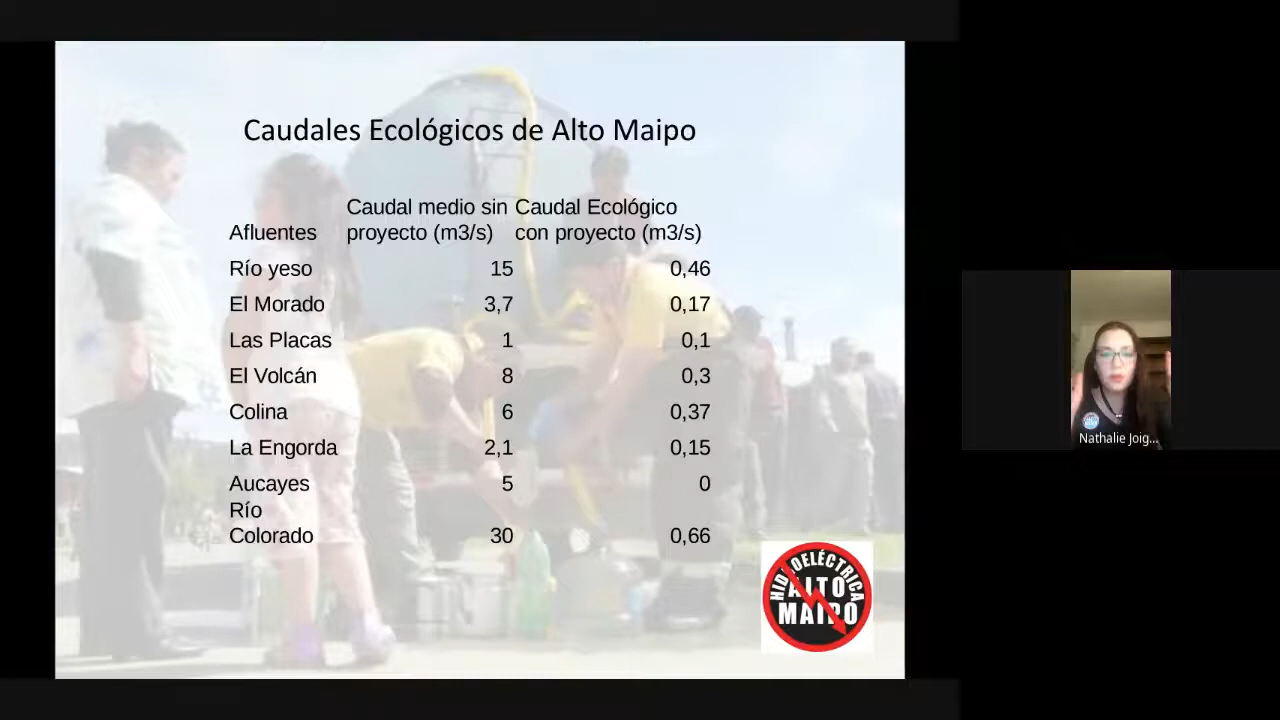 Caudales Ecológicos de Alto Maipo
Afluentes Caudal medio sin proyecto (m3/s) Caudal Ecológico con proyecto (m3/s)
Río yeso 15 0,46
El Morado 3,7 0,17
Las Placas 1 0,1
El Volcán 8 0,3
Colina 6 0,37
La Engorda 2,1 0,15
Aucayes 5 0
Río Colorado 30 0,66
HIDROELÉCTRICA
ALTO
MAIPO
Nathalie Joig...